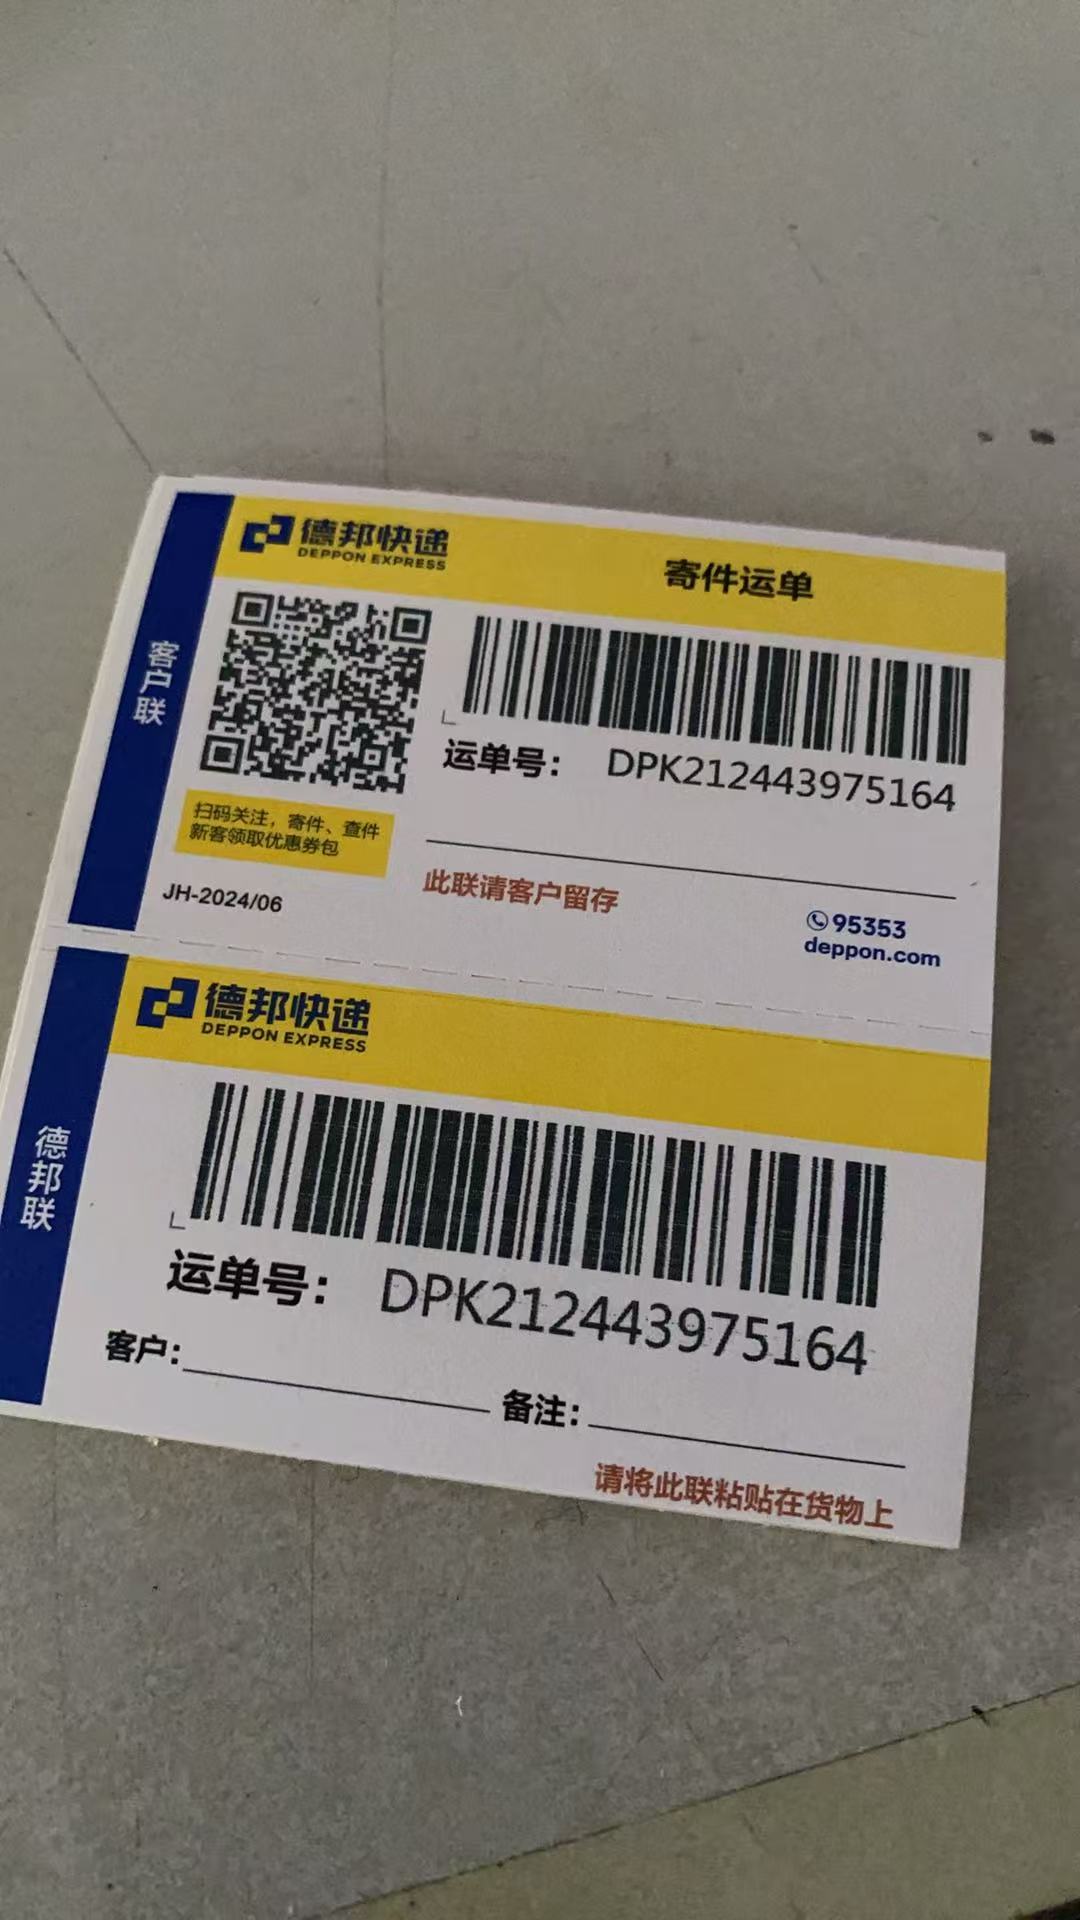 德邦快递
DEPPON EXPRESS
寄件运单
客户联
运单号： DPK212443975164
扫码关注，寄件、查件
新客领取优惠券包
此联请客户留存
JH-2024/06
95353
deppon.com
德邦快递
DEPPON EXPRESS
德邦联
运单号： DPK212443975164
客户：
备注：
请将此联粘贴在货物上